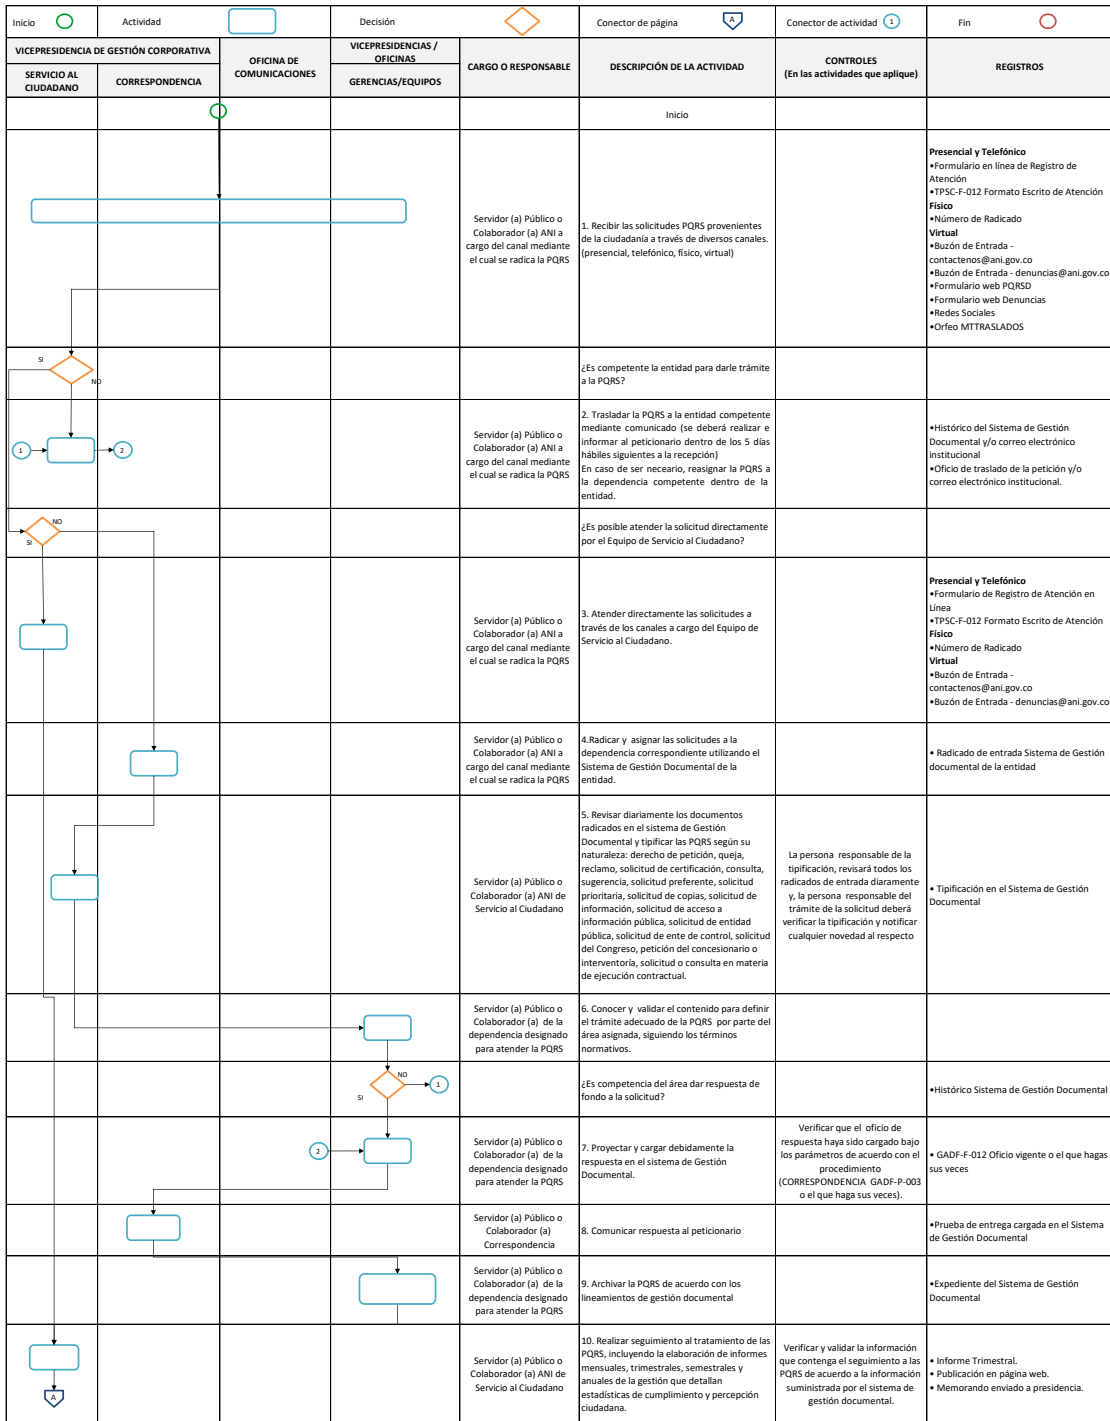 Inicio
Actividad
Decisión
Conector de página
A
Conector de actividad
1
Fin
VICEPRESIDENCIA DE GESTIÓN CORPORATIVA
OFICINA DE
COMUNICACIONES
VICEPRESIDENCIAS /
OFICINAS
CARGO O RESPONSABLE
DESCRIPCIÓN DE LA ACTIVIDAD
CONTROLES
(En las actividades que aplique)
REGISTROS
SERVICIO AL
CIUDADANO
CORRESPONDENCIA
GERENCIAS/EQUIPOS
Inicio
Servidor (a) Público o
Colaborador (a) ANI a
cargo del canal mediante
el cual se radica la PQRS
1. Recibir las solicitudes PQRS provenientes
de la ciudadanía a través de diversos canales.
(presencial, telefónico, físico, virtual)
Presencial y Telefónico
•Formulario en línea de Registro de
Atención
•TPSC-F-012 Formato Escrito de Atención
Físico
•Número de Radicado
Virtual
•Buzón de Entrada -
contactenos@ani.gov.co
•Buzón de Entrada - denuncias@ani.gov.co
•Formulario web PQRSD
•Formulario web Denuncias
•Redes Sociales
•Orfeo MTTRASLADOS
SI
NO
¿Es competente la entidad para darle trámite
a la PQRS?
1
2
Servidor (a) Público o
Colaborador (a) ANI a
cargo del canal mediante
el cual se radica la PQRS
2. Trasladar la PQRS a la entidad competente
mediante comunicado (se deberá realizar e
informar al peticionario dentro de los 5 días
hábiles siguientes a la recepción)
En caso de ser neceario, reasignar la PQRS a
la dependencia competente dentro de la
entidad.
•Histórico del Sistema de Gestión
Documental y/o correo electrónico
institucional
•Oficio de traslado de la petición y/o
correo electrónico institucional.
NO
SI
¿Es posible atender la solicitud directamente
por el Equipo de Servicio al Ciudadano?
Servidor (a) Público o
Colaborador (a) ANI a
cargo del canal mediante
el cual se radica la PQRS
3. Atender directamente las solicitudes a
través de los canales a cargo del Equipo de
Servicio al Ciudadano.
Presencial y Telefónico
•Formulario de Registro de Atención en
Línea
•TPSC-F-012 Formato Escrito de Atención
Físico
•Número de Radicado
Virtual
•Buzón de Entrada -
contactenos@ani.gov.co
•Buzón de Entrada - denuncias@ani.gov.co
Servidor (a) Público o
Colaborador (a) ANI a
cargo del canal mediante
el cual se radica la PQRS
4.Radicar y asignar las solicitudes a la
dependencia correspondiente utilizando el
Sistema de Gestión Documental de la
entidad.
• Radicado de entrada Sistema de Gestión
documental de la entidad
Servidor (a) Público o
Colaborador (a) ANI de
Servicio al Ciudadano
5. Revisar diariamente los documentos
radicados en el sistema de Gestión
Documental y tipificar las PQRS según su
naturaleza: derecho de petición, queja,
reclamo, solicitud de certificación, consulta,
sugerencia, solicitud preferente, solicitud
prioritaria, solicitud de copias, solicitud de
información, solicitud de acceso a
información pública, solicitud de entidad
pública, solicitud de ente de control, solicitud
del Congreso, petición del concesionario o
interventoría, solicitud o consulta en materia
de ejecución contractual.
La persona responsable de la
tipificación, revisará todos los
radicados de entrada diaramente
y, la persona responsable del
trámite de la solicitud deberá
verificar la tipificación y notificar
cualquier novedad al respecto
• Tipificación en el Sistema de Gestión
Documental
Servidor (a) Público o
Colaborador (a) de la
dependencia designado
para atender la PQRS
6. Conocer y validar el contenido para definir
el trámite adecuado de la PQRS por parte del
área asignada, siguiendo los términos
normativos.
NO
1
SI
¿Es competencia del área dar respuesta de
fondo a la solicitud?
•Histórico Sistema de Gestión Documental
2
Servidor (a) Público o
Colaborador (a) de la
dependencia designado
para atender la PQRS
7. Proyectar y cargar debidamente la
respuesta en el sistema de Gestión
Documental.
Verificar que el oficio de
respuesta haya sido cargado bajo
los parámetros de acuerdo con el
procedimiento
(CORRESPONDENCIA GADF-P-003
o el que haga sus veces).
• GADF-F-012 Oficio vigente o el que hagas
sus veces
Servidor (a) Público o
Colaborador (a)
Correspondencia
8. Comunicar respuesta al peticionario
•Prueba de entrega cargada en el Sistema
de Gestión Documental
Servidor (a) Público o
Colaborador (a) de la
dependencia designado
para atender la PQRS
9. Archivar la PQRS de acuerdo con los
lineamientos de gestión documental
•Expediente del Sistema de Gestión
Documental
A
Servidor (a) Público o
Colaborador (a) ANI de
Servicio al Ciudadano
10. Realizar seguimiento al tratamiento de las
PQRS, incluyendo la elaboración de informes
mensuales, trimestrales, semestrales y
anuales de la gestión que detallan
estadísticas de cumplimiento y percepción
ciudadana.
Verificar y validar la información
que contenga el seguimiento a las
PQRS de acuerdo a la información
suministrada por el sistema de
gestión documental.
• Informe Trimestral.
• Publicación en página web.
• Memorando enviado a presidencia.